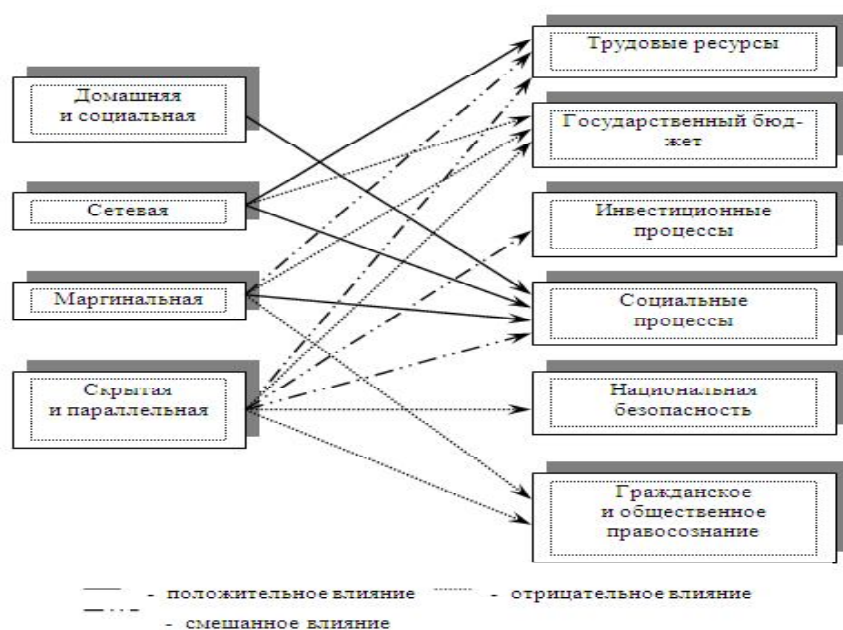 Домашняя
и социальная
Сетевая
Маргинальная
Скрытая
и параллельная
Трудовые ресурсы
Государственный бюд-
жет
Инвестиционные
процессы
Социальные
процессы
Национальная
безопасность
Гражданское
и общественное
правосознание
- положительное влияние - отрицательное влияние
- смешанное влияние